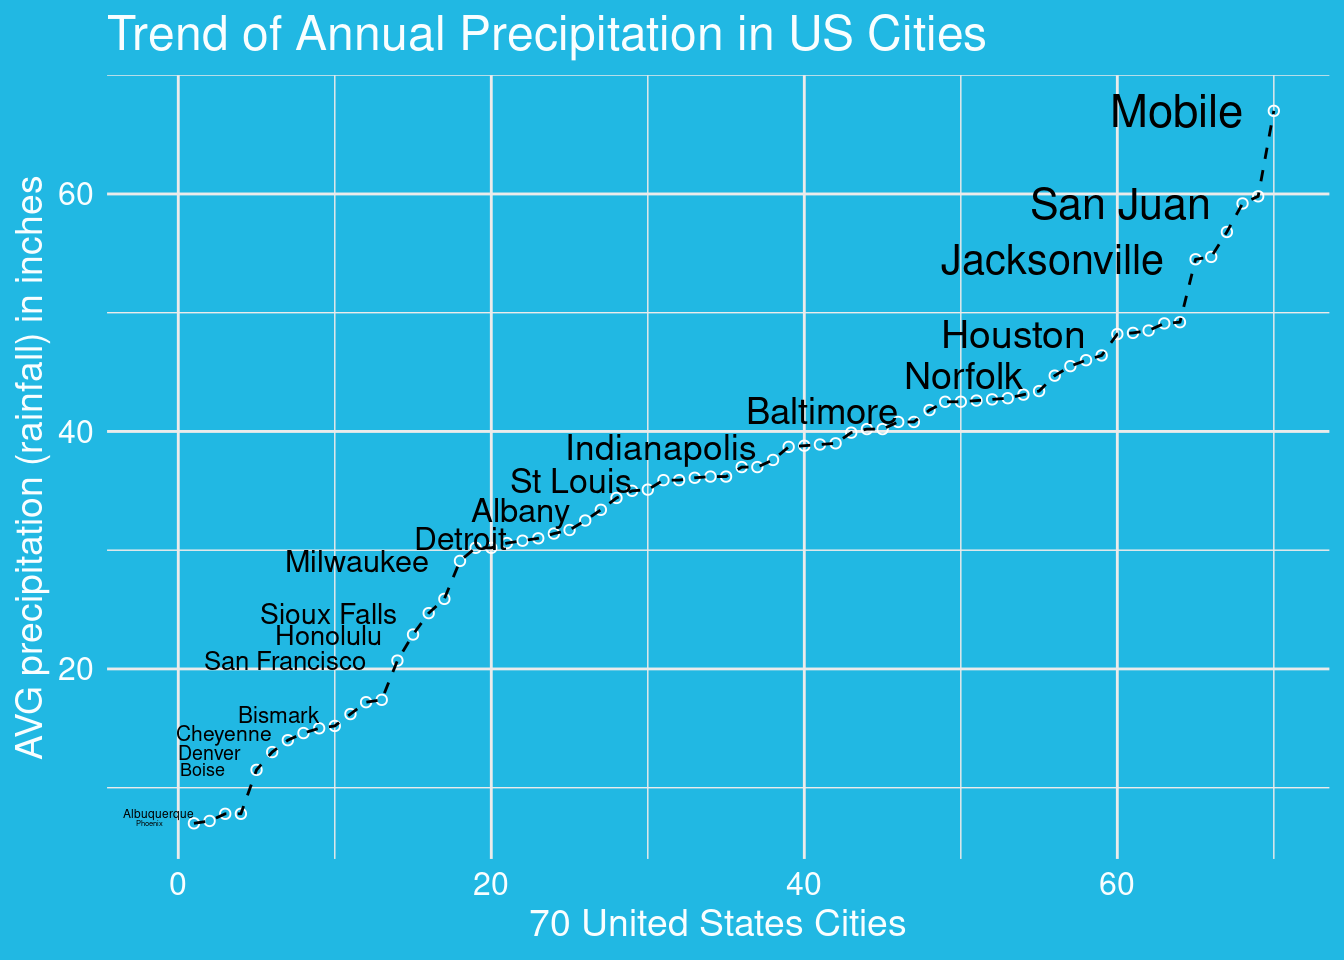 Trend of Annual Precipitation in US Cities
Mobile
San Juan
Jacksonville
Houston
Norfolk
Baltimore
Indianapolis
St Louis
Albany
Detroit
Milwaukee
Sioux Falls
Honolulu
San Francisco
Bismark
Cheyenne
Denver
Boise
Albuquerque
Phoenix
60
40
20
AVG precipitation (rainfall) in inches
0 20 40 60
70 United States Cities